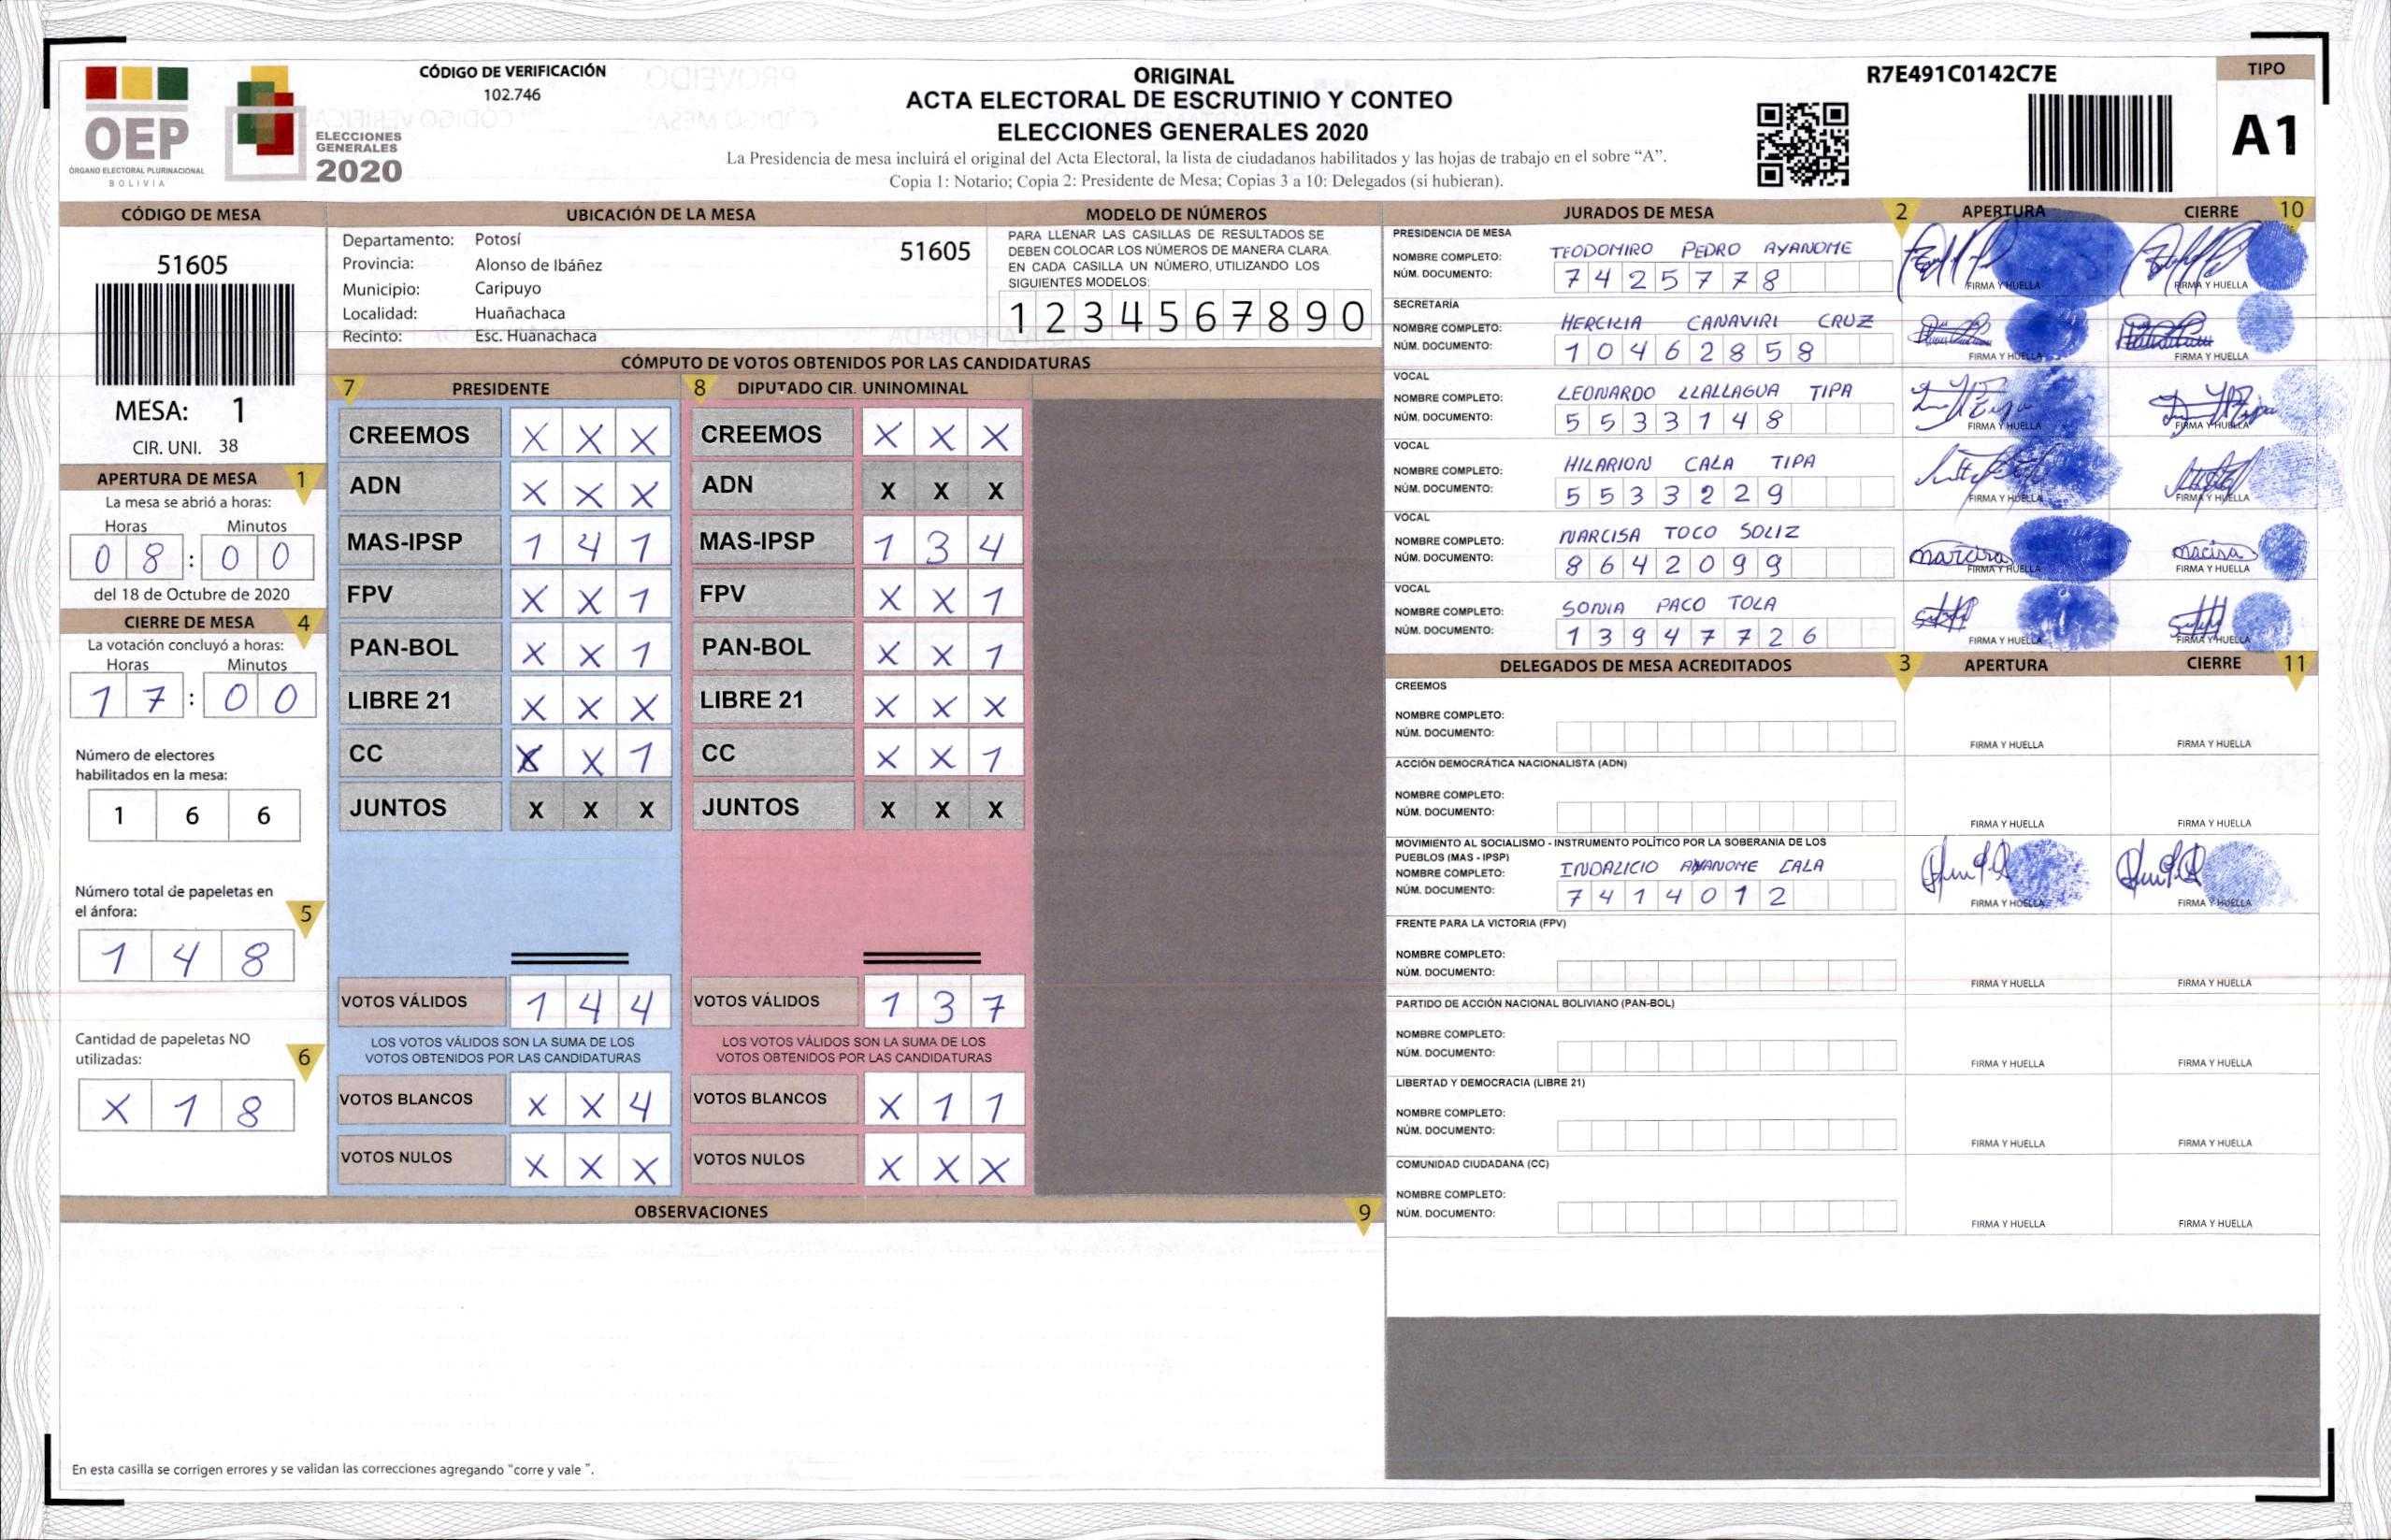 CÓDIGO DE VERIFICACIÓN
102.746
OEP
ÓRGANO ELECTORAL PLURINACIONAL
BOLIVIA
ELECCIONES
GENERALES
2020
ORIGINAL
ACTA ELECTORAL DE ESCRUTINIO Y CONTEO
ELECCIONES GENERALES 2020
La Presidencia de mesa incluirá el original del Acta Electoral, la lista de ciudadanos habilitados y las hojas de trabajo en el sobre “A”.
Copia 1: Notario; Copia 2: Presidente de Mesa; Copias 3 a 10: Delegados (si hubieran).
R7E491C0142C7E
TIPO
A1
CÓDIGO DE MESA
51605
MESA: 1
CIR. UNI. 38
APERTURA DE MESA 1
La mesa se abrió a horas:
Horas Minutos
0 8 : 0 0
del 18 de Octubre de 2020
CIERRE DE MESA 4
La votación concluyó a horas:
Horas Minutos
1 7 : 0 0
Número de electores
habilitados en la mesa:
1 6 6
Número total de papeletas en
el ánfora: 5
1 4 8
Cantidad de papeletas NO
utilizadas: 6
X 1 8
UBICACIÓN DE LA MESA
Departamento: Potosí
51605
Provincia: Alonso de Ibáñez
Municipio: Caripuyo
Localidad: Huañachaca
Recinto: Esc. Huanachaca
MODELO DE NÚMEROS
PARA LLENAR LAS CASILLAS DE RESULTADOS SE
DEBEN COLOCAR LOS NÚMEROS DE MANERA CLARA.
EN CADA CASILLA UN NÚMERO, UTILIZANDO LOS
SIGUIENTES MODELOS:
1 2 3 4 5 6 7 8 9 0
CÓMPUTO DE VOTOS OBTENIDOS POR LAS CANDIDATURAS
7 PRESIDENTE
CREEMOS X X X
ADN X X X
MAS-IPSP 1 4 1
FPV X X 1
PAN-BOL X X 1
LIBRE 21 X X X
CC X X 1
JUNTOS X X X
VOTOS VÁLIDOS 1 4 4
LOS VOTOS VÁLIDOS SON LA SUMA DE LOS
VOTOS OBTENIDOS POR LAS CANDIDATURAS
VOTOS BLANCOS X X 4
VOTOS NULOS X X X
8 DIPUTADO CIR. UNINOMINAL
CREEMOS X X X
ADN X X X
MAS-IPSP 1 3 4
FPV X X 1
PAN-BOL X X 1
LIBRE 21 X X X
CC X X 1
JUNTOS X X X
VOTOS VÁLIDOS 1 3 7
LOS VOTOS VÁLIDOS SON LA SUMA DE LOS
VOTOS OBTENIDOS POR LAS CANDIDATURAS
VOTOS BLANCOS X 1 1
VOTOS NULOS X X X
OBSERVACIONES 9
En esta casilla se corrigen errores y se validan las correcciones agregando “corre y vale ”.
JURADOS DE MESA 2 APERTURA CIERRE 10
PRESIDENCIA DE MESA
NOMBRE COMPLETO: TEODOMIRO PEDRO AYANOME
NÚM. DOCUMENTO: 7 4 2 5 7 7 8
FIRMA Y HUELLA FIRMA Y HUELLA
SECRETARÍA
NOMBRE COMPLETO: HERCILIA CANAVIRI CRUZ
NÚM. DOCUMENTO: 1 0 4 6 2 8 5 8
FIRMA Y HUELLA FIRMA Y HUELLA
VOCAL
NOMBRE COMPLETO: LEONARDO LLALLAGUA TIPA
NÚM. DOCUMENTO: 5 5 3 3 1 4 8
FIRMA Y HUELLA FIRMA Y HUELLA
VOCAL
NOMBRE COMPLETO: HILARION CALA TIPA
NÚM. DOCUMENTO: 5 5 3 3 2 2 9
FIRMA Y HUELLA FIRMA Y HUELLA
VOCAL
NOMBRE COMPLETO: NARCISA TOCO SOLIZ
NÚM. DOCUMENTO: 8 6 4 2 0 9 9
FIRMA Y HUELLA FIRMA Y HUELLA
VOCAL
NOMBRE COMPLETO: SONIA PACO TOLA
NÚM. DOCUMENTO: 1 3 9 4 7 7 2 6
FIRMA Y HUELLA FIRMA Y HUELLA
DELEGADOS DE MESA ACREDITADOS 3 APERTURA CIERRE 11
CREEMOS
NOMBRE COMPLETO:
NÚM. DOCUMENTO:
FIRMA Y HUELLA FIRMA Y HUELLA
ACCIÓN DEMOCRÁTICA NACIONALISTA (ADN)
NOMBRE COMPLETO:
NÚM. DOCUMENTO:
FIRMA Y HUELLA FIRMA Y HUELLA
MOVIMIENTO AL SOCIALISMO - INSTRUMENTO POLÍTICO POR LA SOBERANIA DE LOS
PUEBLOS (MAS - IPSP)
NOMBRE COMPLETO: INDALICIO AYANOME CALA
NÚM. DOCUMENTO: 7 4 1 4 0 1 2
FIRMA Y HUELLA FIRMA Y HUELLA
FRENTE PARA LA VICTORIA (FPV)
NOMBRE COMPLETO:
NÚM. DOCUMENTO:
FIRMA Y HUELLA FIRMA Y HUELLA
PARTIDO DE ACCIÓN NACIONAL BOLIVIANO (PAN-BOL)
NOMBRE COMPLETO:
NÚM. DOCUMENTO:
FIRMA Y HUELLA FIRMA Y HUELLA
LIBERTAD Y DEMOCRACIA (LIBRE 21)
NOMBRE COMPLETO:
NÚM. DOCUMENTO:
FIRMA Y HUELLA FIRMA Y HUELLA
COMUNIDAD CIUDADANA (CC)
NOMBRE COMPLETO:
NÚM. DOCUMENTO:
FIRMA Y HUELLA FIRMA Y HUELLA